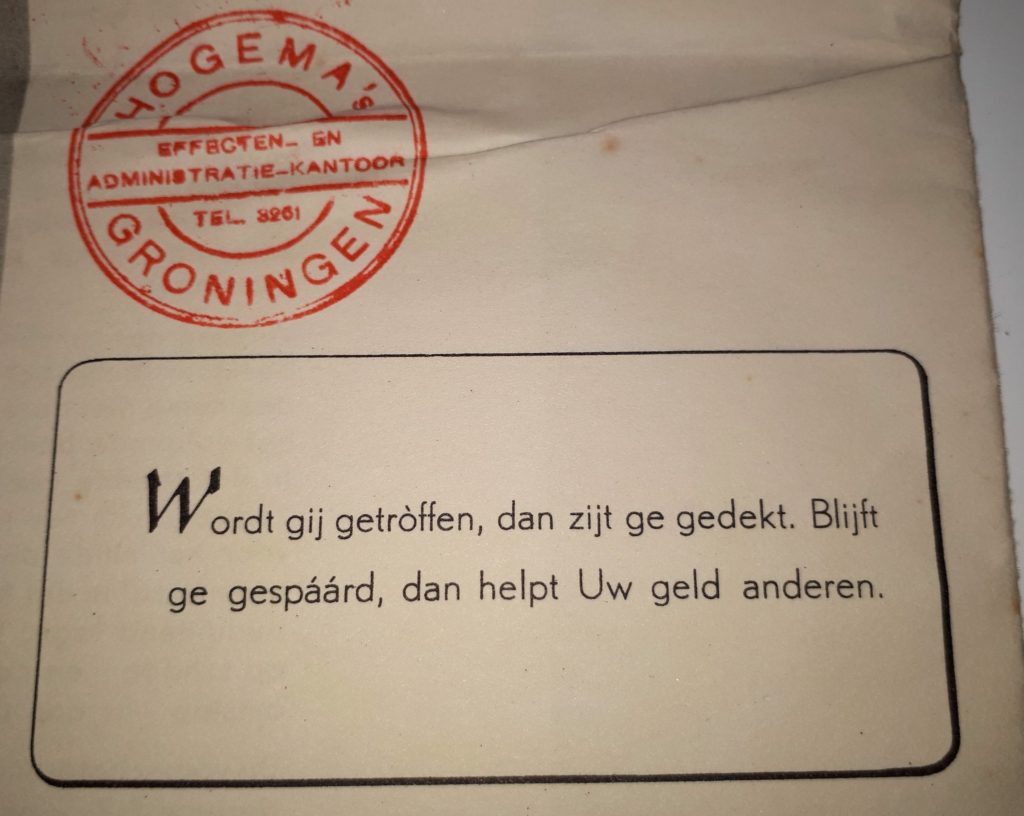 HOGEMA's
EFFECTEN- EN
ADMINISTRATIE-KANTOOR
TEL. 3261
GRONINGEN
Wordt gij getròffen, dan zijt ge gedekt. Blijft
ge gespáárd, dan helpt Uw geld anderen.